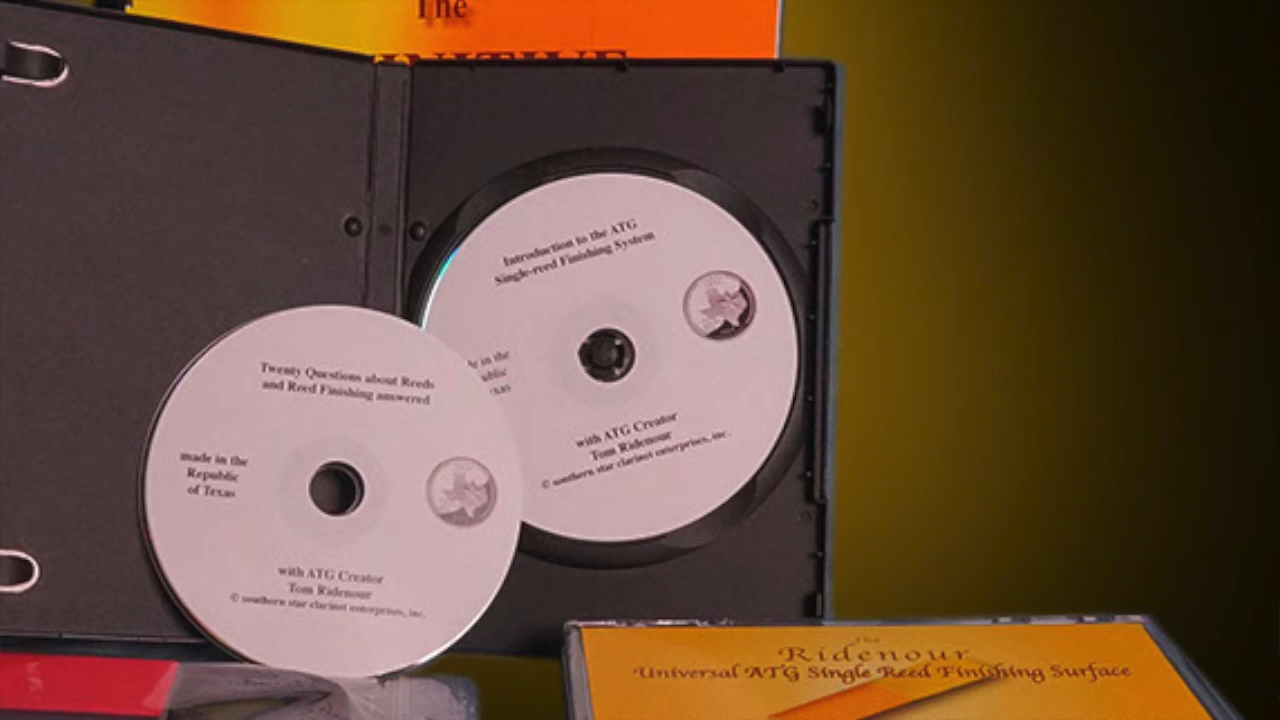 The
Introduction to the ATG
Single-reed Finishing System
with ATG Creator
Tom Ridenour
© southern star clarinet enterprises, inc.
Twenty Questions about Reeds
and Reed Finishing answered
made in the
Republic
of Texas
with ATG Creator
Tom Ridenour
© southern star clarinet enterprises, inc.
The
Ridenour
Universal ATG Single Reed Finishing Surface